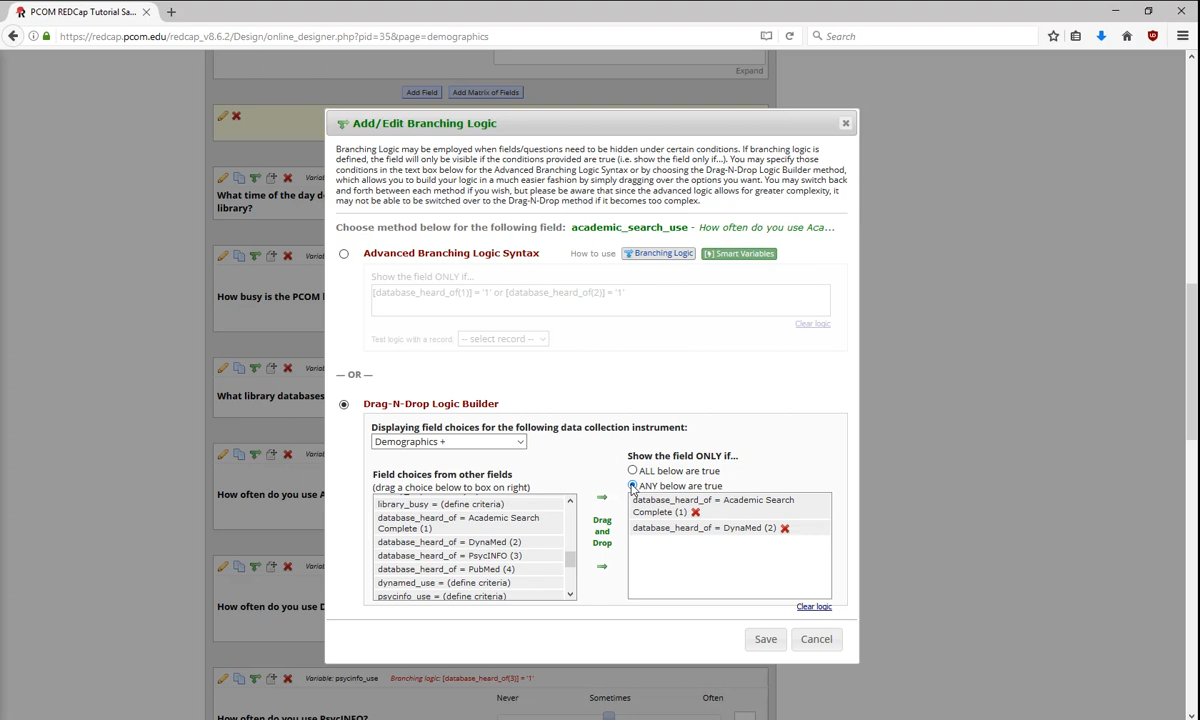 PCOM REDCap Tutorial Sa...
https://redcap.pcom.edu/redcap_v8.6.2/Design/online_designer.php?pid=35&page=demographics
Search
Expand
Add Field
Add Matrix of Fields
Add/Edit Branching Logic
Branching Logic may be employed when fields/questions need to be hidden under certain conditions. If branching logic is
defined, the field will only be visible if the conditions provided are true (i.e. show the field only if...). You may specify those
conditions in the text box below for the Advanced Branching Logic Syntax or by choosing the Drag-N-Drop Logic Builder method,
which allows you to build your logic in a much easier fashion by simply dragging over the options you want. You may switch back
and forth between each method if you wish, but please be aware that since the advanced logic allows for greater complexity, it
may not be able to be switched over to the Drag-N-Drop method if it becomes too complex.
Choose method below for the following field: academic_search_use - How often do you use Aca...
Advanced Branching Logic Syntax
How to use
Branching Logic
Smart Variables
Show the field ONLY if...
[database_heard_of(1)] = '1' or [database_heard_of(2)] = '1'
Clear logic
Test logic with a record:
-- select record --
— OR —
Drag-N-Drop Logic Builder
Displaying field choices for the following data collection instrument:
Demographics +
Field choices from other fields
(drag a choice below to box on right)
library_busy = (define criteria)
database_heard_of = Academic Search
Complete (1)
database_heard_of = DynaMed (2)
database_heard_of = PsycINFO (3)
database_heard_of = PubMed (4)
dynamed_use = (define criteria)
psycinfo_use = (define criteria)
Drag
and
Drop
Show the field ONLY if...
ALL below are true
ANY below are true
database_heard_of = Academic Search
Complete (1)
database_heard_of = DynaMed (2)
Clear logic
Save
Cancel
Variab
What time of the day d
library?
Variab
How busy is the PCOM
Variab
What library databases
Variab
How often do you use A
Variab
How often do you use D
Variable: psycinfo_use
Branching logic: [database_heard_of(3)] = '1'
Never
Sometimes
Often
How often do you use PsycINFO?